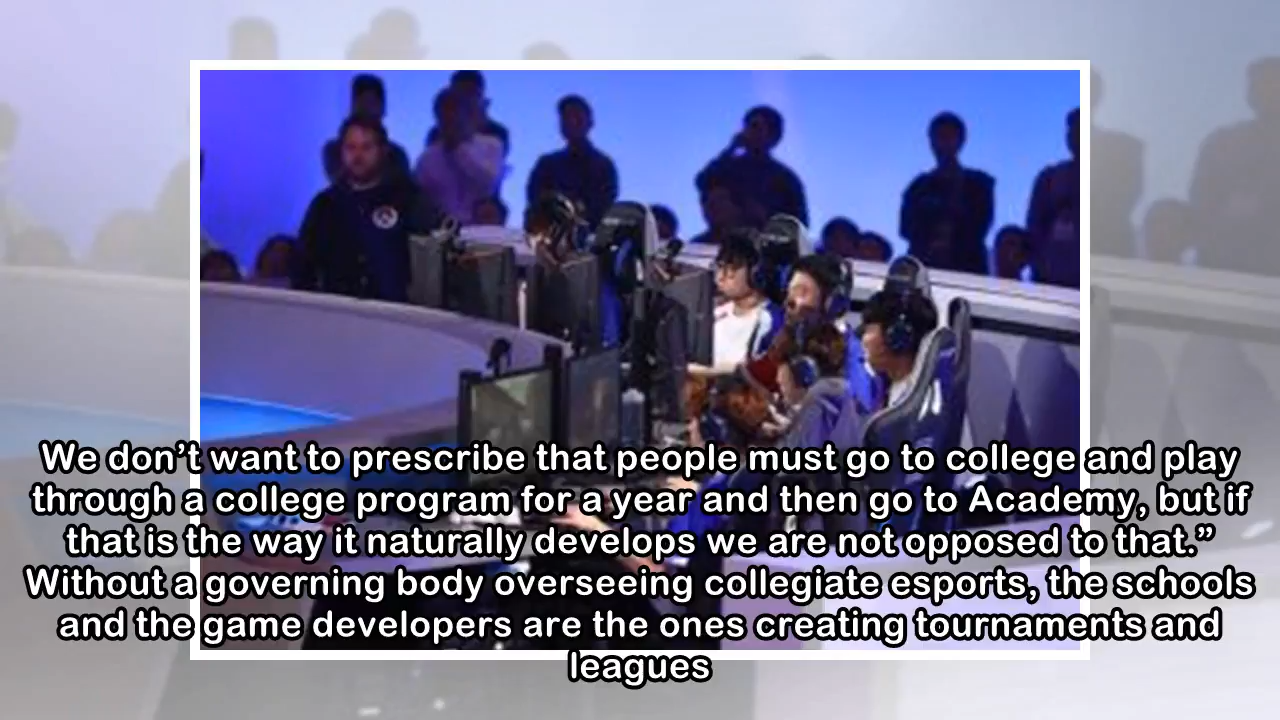 We don’t want to prescribe that people must go to college and play
through a college program for a year and then go to Academy, but if
that is the way it naturally develops we are not opposed to that.”
Without a governing body overseeing collegiate esports, the schools
and the game developers are the ones creating tournaments and
leagues